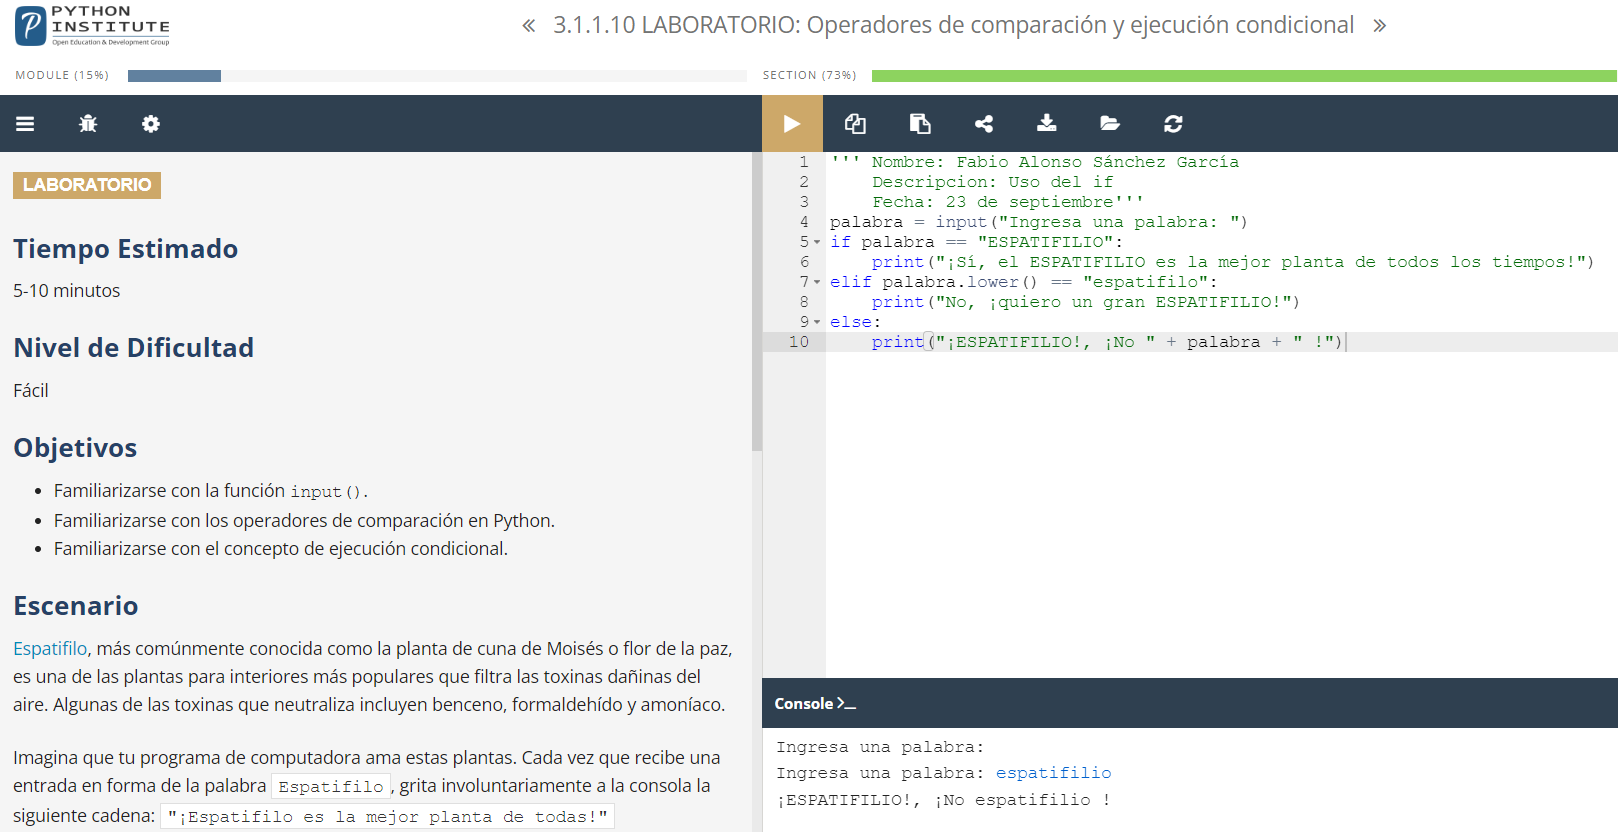 PYTHON
INSTITUTE
Open Education & Development Group
« 3.1.1.10 LABORATORIO: Operadores de comparación y ejecución condicional »
MODULE (15%)
SECTION (73%)
LABORATORIO
Tiempo Estimado
5-10 minutos
Nivel de Dificultad
Fácil
Objetivos
• Familiarizarse con la función input().
• Familiarizarse con los operadores de comparación en Python.
• Familiarizarse con el concepto de ejecución condicional.
Escenario
Espatifilo, más comúnmente conocida como la planta de cuna de Moisés o flor de la paz,
es una de las plantas para interiores más populares que filtra las toxinas dañinas del
aire. Algunas de las toxinas que neutraliza incluyen benceno, formaldehído y amoníaco.
Imagina que tu programa de computadora ama estas plantas. Cada vez que recibe una
entrada en forma de la palabra Espatifilo, grita involuntariamente a la consola la
siguiente cadena: "¡Espatifilo es la mejor planta de todas!"
1 ''' Nombre: Fabio Alonso Sánchez García
2     Descripcion: Uso del if
3     Fecha: 23 de septiembre'''
4 palabra = input("Ingresa una palabra: ")
5 if palabra == "ESPATIFILIO":
6     print("¡Sí, el ESPATIFILIO es la mejor planta de todos los tiempos!")
7 elif palabra.lower() == "espatifilo":
8     print("No, ¡quiero un gran ESPATIFILIO!")
9 else:
10     print("¡ESPATIFILIO!, ¡No " + palabra + " !")
Console >_
Ingresa una palabra:
Ingresa una palabra: espatifilio
¡ESPATIFILIO!, ¡No espatifilio !